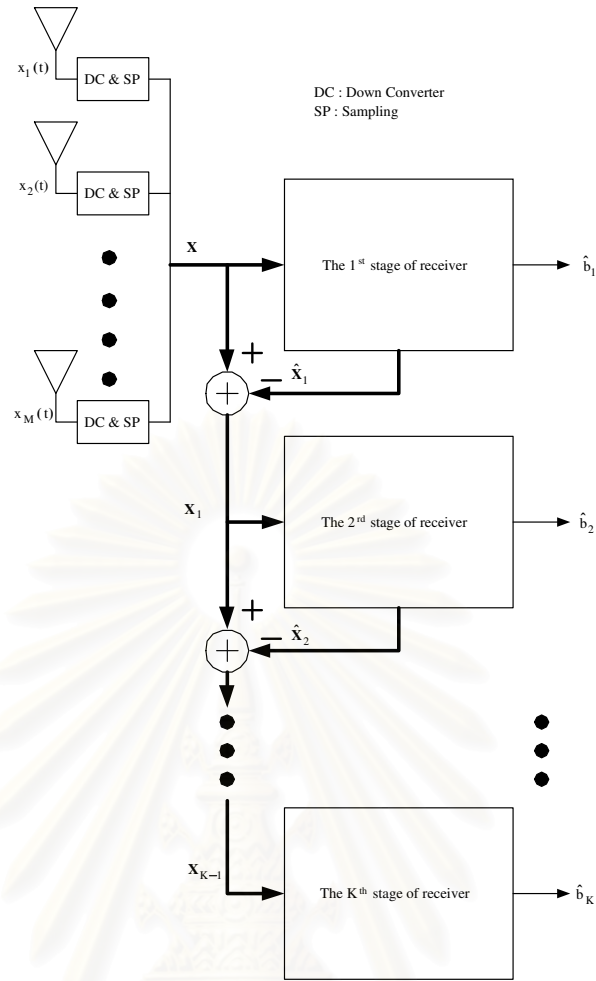 x₁(t)
DC & SP
DC : Down Converter
SP : Sampling
x₂(t)
DC & SP
x
The 1ˢᵗ stage of receiver
b̂₁
+
− x̂₁
+
x_M(t)
DC & SP
x₁
The 2ʳᵈ stage of receiver
b̂₂
+
− x̂₂
+
x_{K−1}
The Kᵗʰ stage of receiver
b̂_K